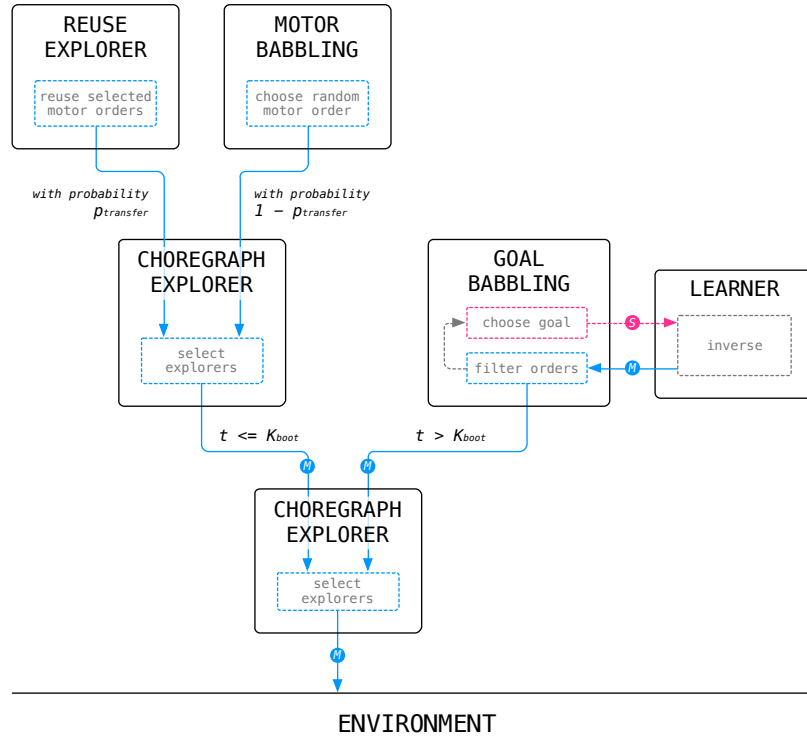 REUSE
EXPLORER
reuse selected
motor orders
MOTOR
BABBLING
choose random
motor order
with probability
ptransfer
with probability
1 − ptransfer
CHOREGRAPH
EXPLORER
select
explorers
GOAL
BABBLING
choose goal
filter orders
S
M
LEARNER
inverse
t <= Kboot
t > Kboot
M
M
CHOREGRAPH
EXPLORER
select
explorers
M
ENVIRONMENT